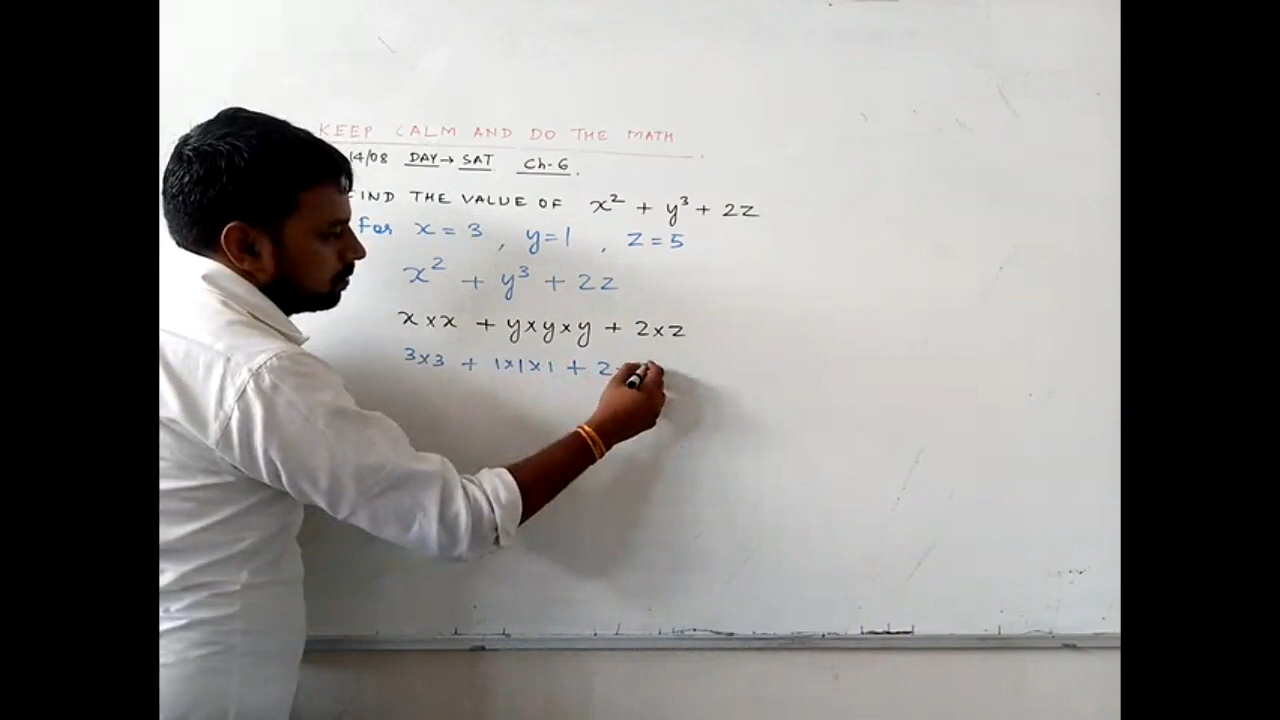 KEEP CALM AND DO THE MATH
14/08 DAY → SAT Ch-6.
FIND THE VALUE OF x² + y³ + 2z
For x = 3, y=1, z = 5
x² + y³ + 2z
x×x + y×y×y + 2×z
3×3 + 1×1×1 + 2